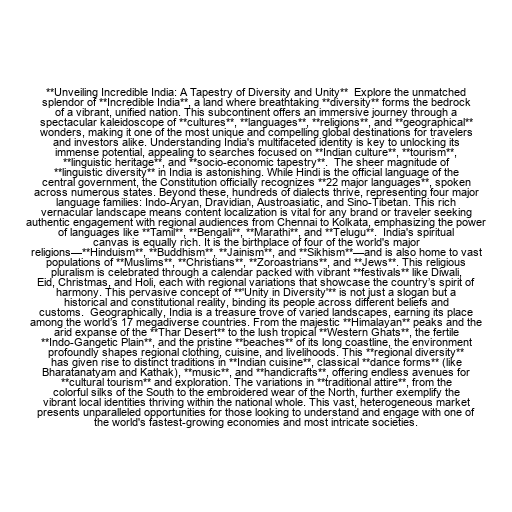 **Unveiling Incredible India: A Tapestry of Diversity and Unity**  Explore the unmatched
splendor of **Incredible India**, a land where breathtaking **diversity** forms the bedrock
of a vibrant, unified nation. This subcontinent offers an immersive journey through a
spectacular kaleidoscope of **cultures**, **languages**, **religions**, and **geographical**
wonders, making it one of the most unique and compelling global destinations for travelers
and investors alike. Understanding India's multifaceted identity is key to unlocking its
immense potential, appealing to searches focused on **Indian culture**, **tourism**,
**linguistic heritage**, and **socio-economic tapestry**.  The sheer magnitude of
**linguistic diversity** in India is astonishing. While Hindi is the official language of the
central government, the Constitution officially recognizes **22 major languages**, spoken
across numerous states. Beyond these, hundreds of dialects thrive, representing four major
language families: Indo-Aryan, Dravidian, Austroasiatic, and Sino-Tibetan. This rich
vernacular landscape means content localization is vital for any brand or traveler seeking
authentic engagement with regional audiences from Chennai to Kolkata, emphasizing the power
of languages like **Tamil**, **Bengali**, **Marathi**, and **Telugu**.  India's spiritual
canvas is equally rich. It is the birthplace of four of the world's major
religions—**Hinduism**, **Buddhism**, **Jainism**, and **Sikhism**—and is also home to vast
populations of **Muslims**, **Christians**, **Zoroastrians**, and **Jews**. This religious
pluralism is celebrated through a calendar packed with vibrant **festivals** like Diwali,
Eid, Christmas, and Holi, each with regional variations that showcase the country's spirit of
harmony. This pervasive concept of **Unity in Diversity** is not just a slogan but a
historical and constitutional reality, binding its people across different beliefs and
customs.  Geographically, India is a treasure trove of varied landscapes, earning its place
among the world's 17 megadiverse countries. From the majestic **Himalayan** peaks and the
arid expanse of the **Thar Desert** to the lush tropical **Western Ghats**, the fertile
**Indo-Gangetic Plain**, and the pristine **beaches** of its long coastline, the environment
profoundly shapes regional clothing, cuisine, and livelihoods. This **regional diversity**
has given rise to distinct traditions in **Indian cuisine**, classical **dance forms** (like
Bharatanatyam and Kathak), **music**, and **handicrafts**, offering endless avenues for
**cultural tourism** and exploration. The variations in **traditional attire**, from the
colorful silks of the South to the embroidered wear of the North, further exemplify the
vibrant local identities thriving within the national whole. This vast, heterogeneous market
presents unparalleled opportunities for those looking to understand and engage with one of
the world's fastest-growing economies and most intricate societies.